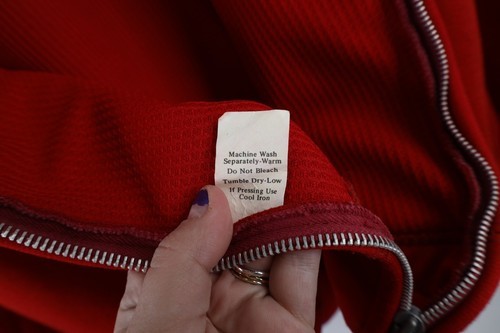 Machine Wash
Separately-Warm
Do Not Bleach
Tumble Dry-Low
If Pressing Use
Cool Iron